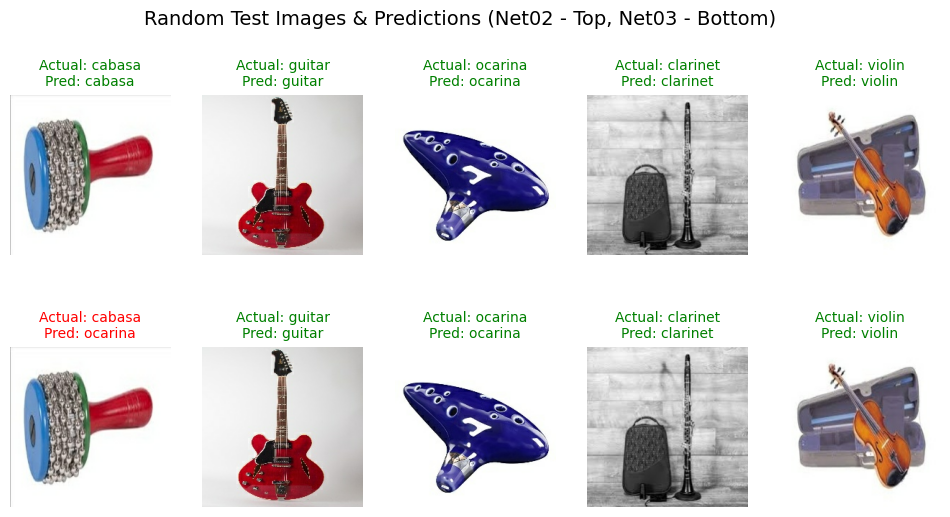 Random Test Images & Predictions (Net02 - Top, Net03 - Bottom)
Actual: cabasa
Pred: cabasa
Actual: guitar
Pred: guitar
Actual: ocarina
Pred: ocarina
Actual: clarinet
Pred: clarinet
Actual: violin
Pred: violin
Actual: cabasa
Pred: ocarina
Actual: guitar
Pred: guitar
Actual: ocarina
Pred: ocarina
Actual: clarinet
Pred: clarinet
Actual: violin
Pred: violin